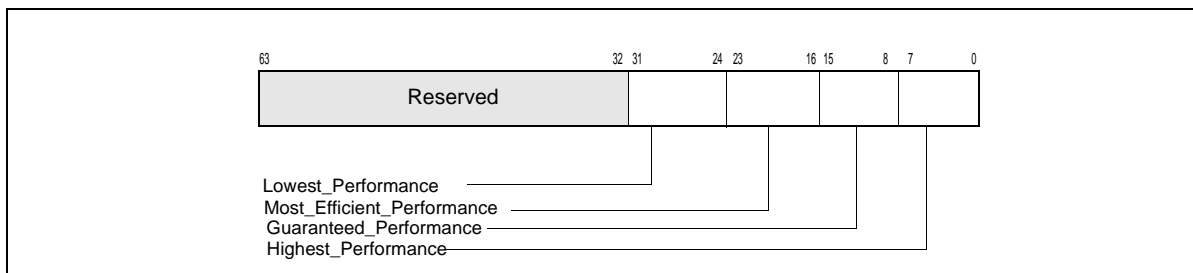 63 32 31 24 23 16 15 8 7 0
Reserved
Lowest_Performance
Most_Efficient_Performance
Guaranteed_Performance
Highest_Performance